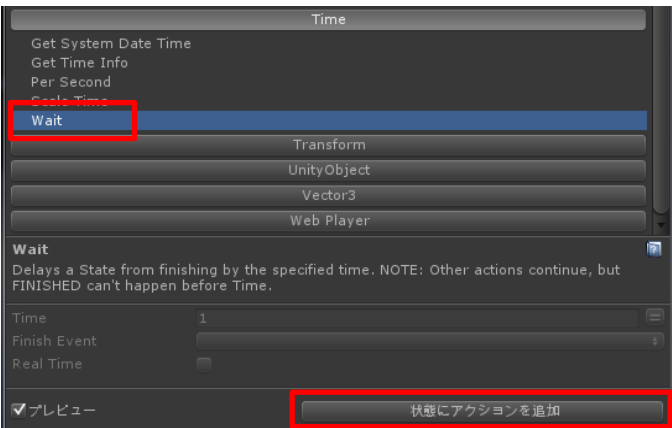 Time
Get System Date Time
Get Time Info
Per Second
Scale Time
Wait
Transform
UnityObject
Vector3
Web Player
Wait
Delays a State from finishing by the specified time. NOTE: Other actions continue, but
FINISHED can't happen before Time.
Time 1
Finish Event
Real Time
プレビュー 状態にアクションを追加